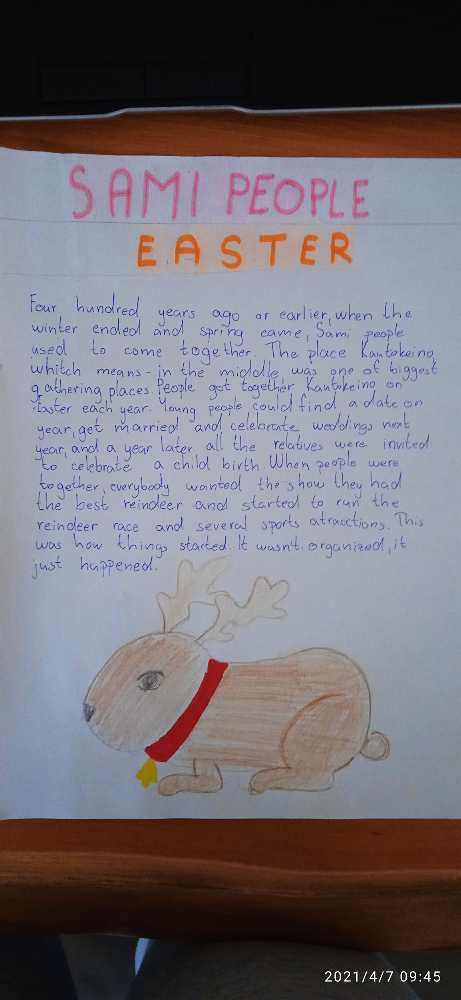 SAMI PEOPLE
EASTER
Four hundred years ago or earlier, when the
winter ended and spring came, Sami people
used to come together. The place Kautokeino,
whitch means - in the middle, was one of biggest
gathering places. People got together Kautokeino on
Easter each year. Young people could find a date on
year, get married and celebrate weddings next
year, and a year later all the relatives were invited
to celebrate a child birth. When people were
together, everybody wanted the show they had
the best reindeer and started to run the
reindeer race and several sports atracctions. This
was how things started. It wasn't organized, it
just happened.
2021/4/7 09:45